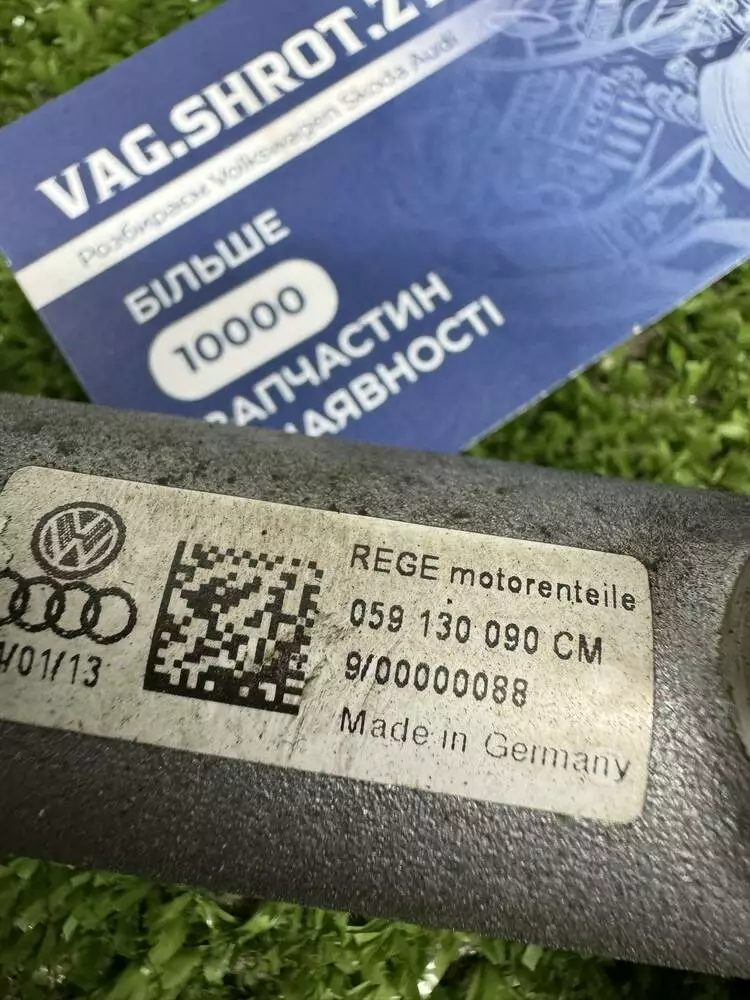 VAG.SHROT.Z
Розбираєм Volkswagen Skoda Audi
БІЛЬШЕ
10000
ЗАПЧАСТИН
НАЯВНОСТІ
REGE motorenteile
059 130 090 CM
/01/13
9/00000088
Made in Germany